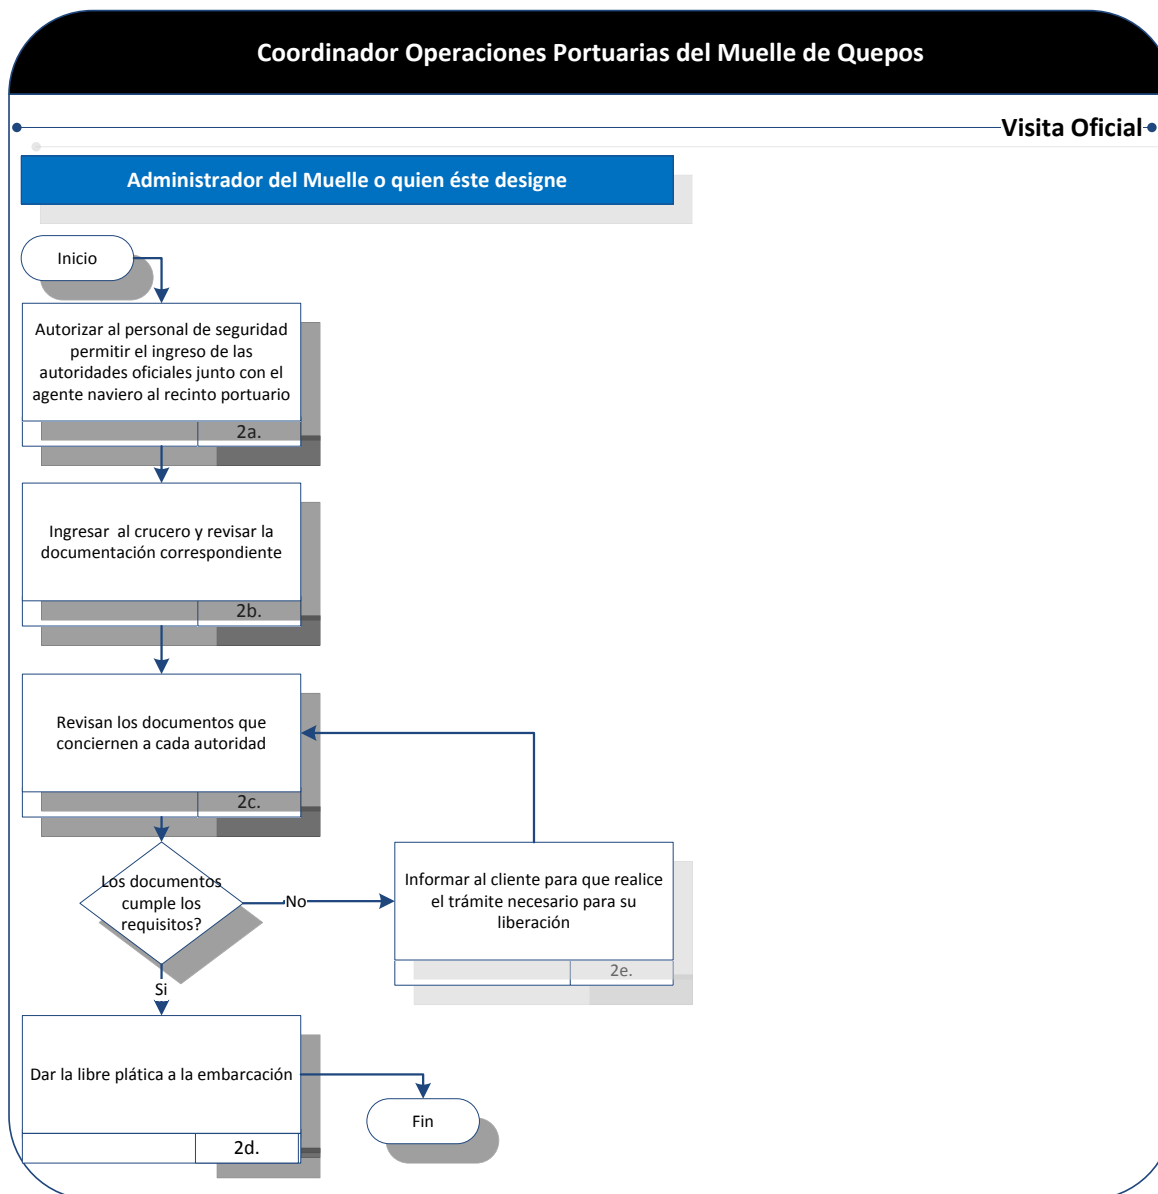 Coordinador Operaciones Portuarias del Muelle de Quepos
Visita Oficial
Administrador del Muelle o quien éste designe
Inicio
Autorizar al personal de seguridad
permitir el ingreso de las
autoridades oficiales junto con el
agente naviero al recinto portuario
2a.
Ingresar al crucero y revisar la
documentación correspondiente
2b.
Revisan los documentos que
conciernen a cada autoridad
2c.
Los documentos
cumple los
requisitos?
No
Informar al cliente para que realice
el trámite necesario para su
liberación
2e.
Si
Dar la libre plática a la embarcación
2d.
Fin